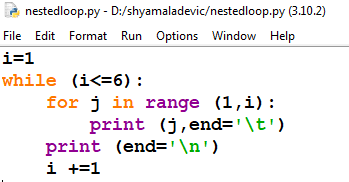 nestedloop.py - D:/shyamaladevic/nestedloop.py (3.10.2)
File Edit Format Run Options Window Help
i=1
while (i<=6):
    for j in range (1,i):
        print (j,end='\t')
    print (end='\n')
    i +=1